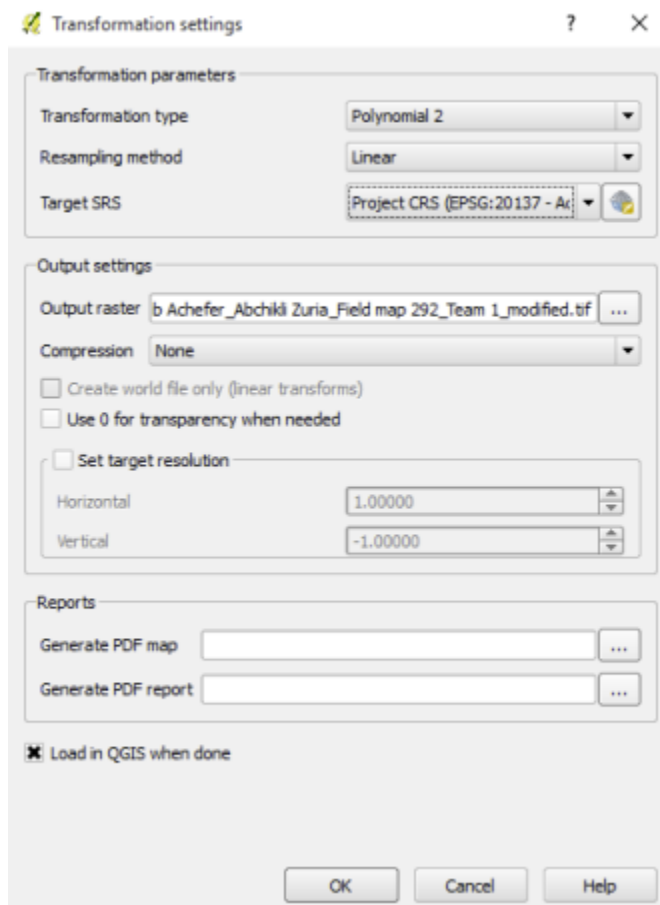 Transformation settings ?
Transformation parameters
Transformation type Polynomial 2
Resampling method Linear
Target SRS Project CRS (EPSG:20137 - Ac
Output settings
Output raster b Achefer_Abchikli Zuria_Field map 292_Team 1_modified.tif ...
Compression None
Create world file only (linear transforms)
Use 0 for transparency when needed
Set target resolution
Horizontal 1.00000
Vertical -1.00000
Reports
Generate PDF map ...
Generate PDF report ...
Load in QGIS when done
OK Cancel Help